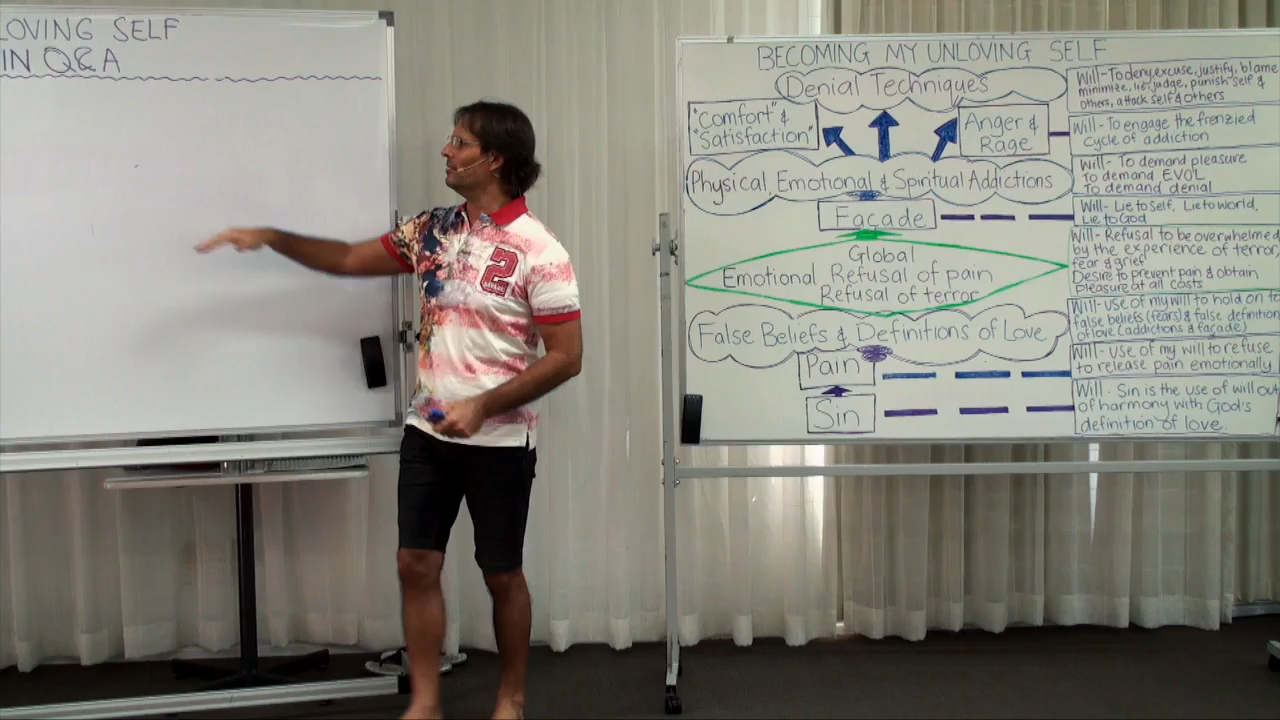 LOVING SELF
IN Q&A
BECOMING MY UNLOVING SELF
Denial Techniques
"Comfort" &
"Satisfaction"
Anger &
Rage
Physical, Emotional & Spiritual Addictions
Façade
Global
Emotional Refusal of pain
Refusal of terror
False Beliefs & Definitions of Love
Pain
Sin
Will - To deny, excuse, justify, blame
minimize, lie, judge, punish self &
others, attack self & others
Will - To engage the frenzied
cycle of addiction
Will - To demand pleasure
To demand EVOL
To demand denial
Will - Lie to self, Lie to world,
Lie to God
Will - Refusal to be overwhelmed
by the experience of terror,
fear & grief
Desire to prevent pain & obtain
pleasure at all costs
Will - use of my will to hold on to
false beliefs (fears) & false definition
of love (addictions & façade)
Will - use of my will to refuse
to release pain emotionally
Will - Sin is the use of will out
of harmony with God's
definition of love.
2
SAVAGE